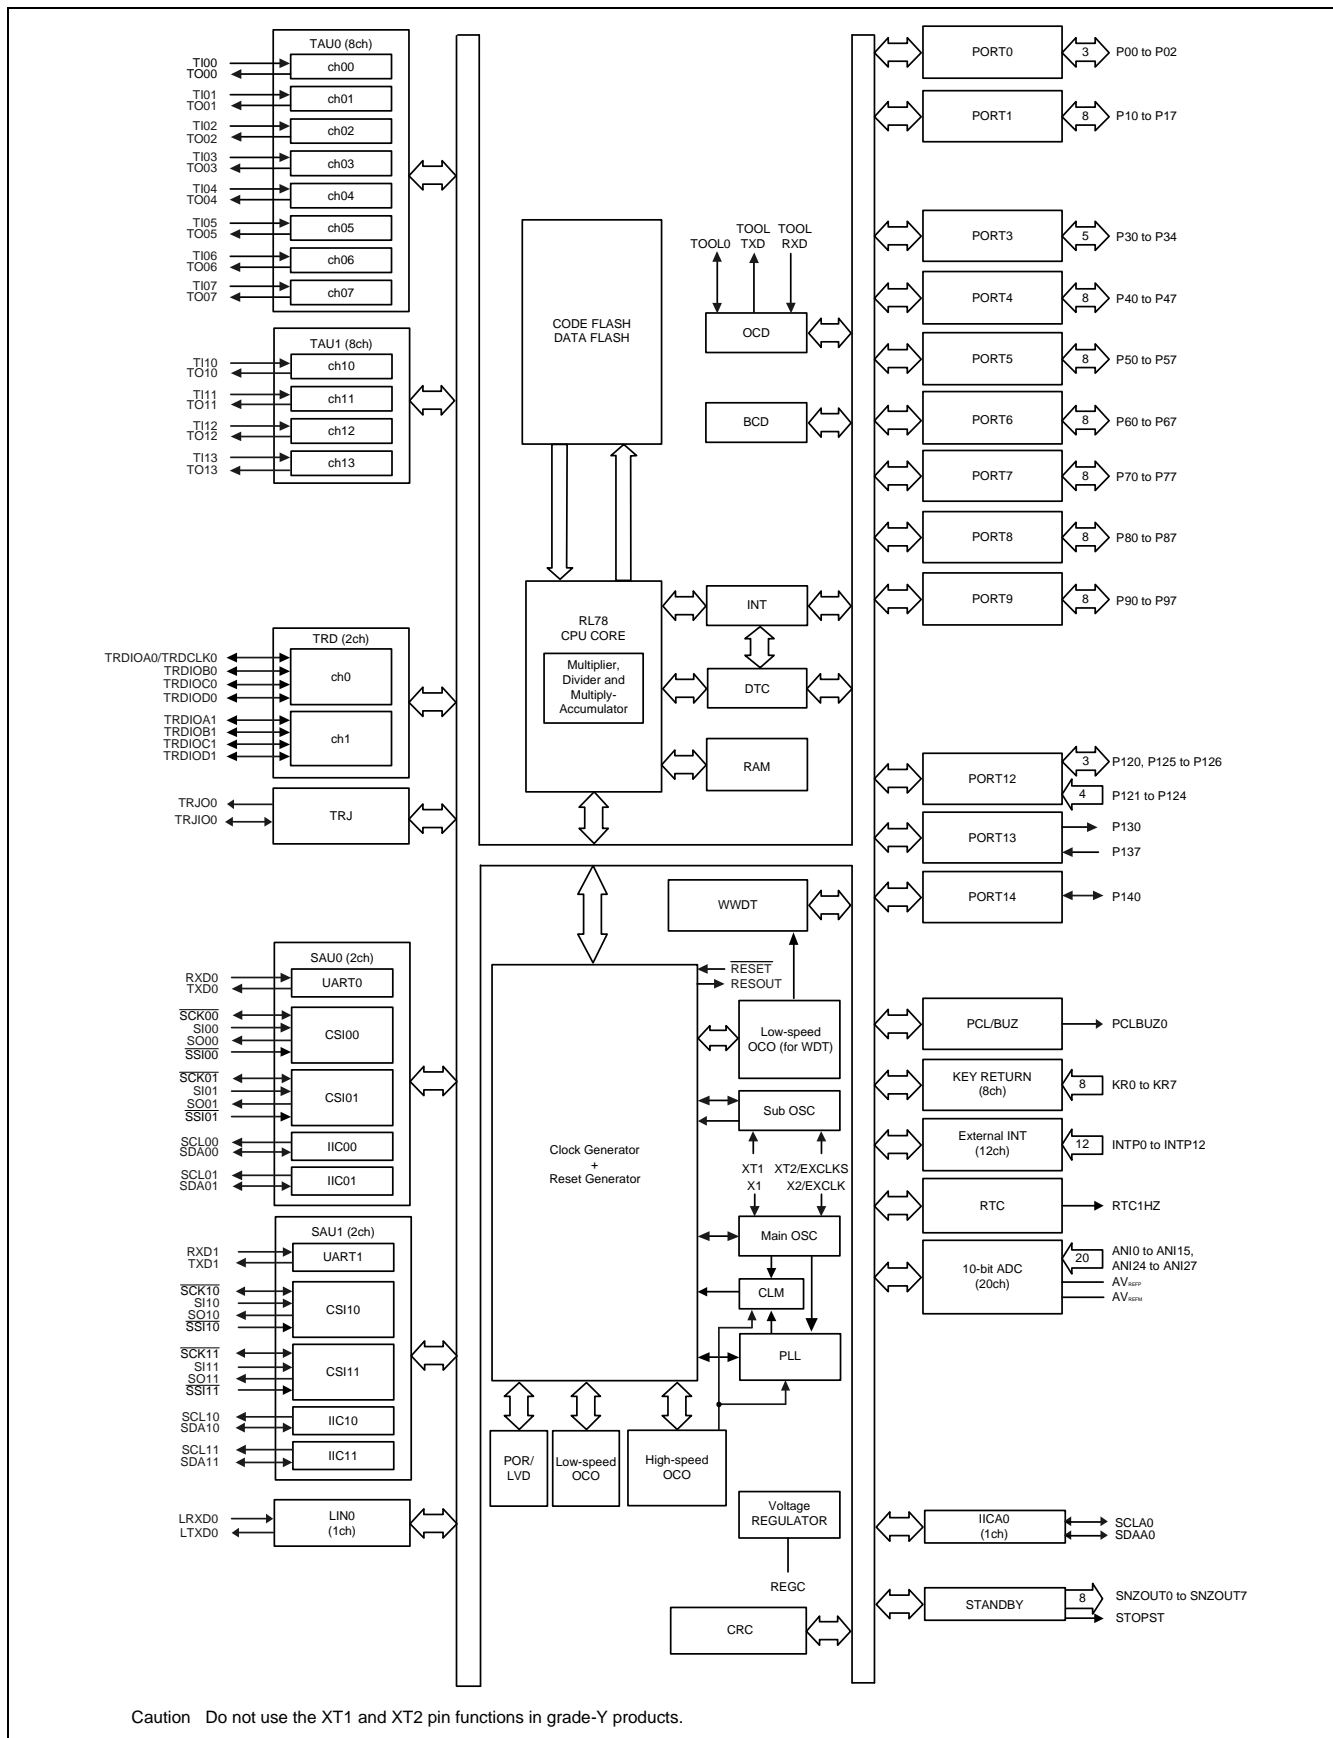 TAU0 (8ch)
TI00
TO00
ch00
TI01
TO01
ch01
TI02
TO02
ch02
TI03
TO03
ch03
TI04
TO04
ch04
TI05
TO05
ch05
TI06
TO06
ch06
TI07
TO07
ch07
TAU1 (8ch)
TI10
TO10
ch10
TI11
TO11
ch11
TI12
TO12
ch12
TI13
TO13
ch13
TRD (2ch)
TRDIOA0/TRDCLK0
TRDIOB0
TRDIOC0
TRDIOD0
ch0
TRDIOA1
TRDIOB1
TRDIOC1
TRDIOD1
ch1
TRJO0
TRJIO0
TRJ
SAU0 (2ch)
RXD0
TXD0
UART0
SCK00
SI00
SO00
SSI00
CSI00
SCK01
SI01
SO01
SSI01
CSI01
SCL00
SDA00
IIC00
SCL01
SDA01
IIC01
SAU1 (2ch)
RXD1
TXD1
UART1
SCK10
SI10
SO10
SSI10
CSI10
SCK11
SI11
SO11
SSI11
CSI11
SCL10
SDA10
IIC10
SCL11
SDA11
IIC11
LRXD0
LTXD0
LIN0
(1ch)
CODE FLASH
DATA FLASH
TOOL0
TOOL
TXD
TOOL
RXD
OCD
BCD
RL78
CPU CORE
Multiplier,
Divider and
Multiply-
Accumulator
INT
DTC
RAM
WWDT
RESET
RESOUT
Clock Generator
+
Reset Generator
Low-speed
OCO (for WDT)
Sub OSC
XT1 XT2/EXCLKS
X1 X2/EXCLK
Main OSC
CLM
PLL
POR/
LVD
Low-speed
OCO
High-speed
OCO
Voltage
REGULATOR
REGC
CRC
PORT0 3 P00 to P02
PORT1 8 P10 to P17
PORT3 5 P30 to P34
PORT4 8 P40 to P47
PORT5 8 P50 to P57
PORT6 8 P60 to P67
PORT7 8 P70 to P77
PORT8 8 P80 to P87
PORT9 8 P90 to P97
PORT12
3 P120, P125 to P126
4 P121 to P124
PORT13
P130
P137
PORT14 P140
PCL/BUZ PCLBUZ0
KEY RETURN
(8ch)
8 KR0 to KR7
External INT
(12ch)
12 INTP0 to INTP12
RTC RTC1HZ
10-bit ADC
(20ch)
20
ANI0 to ANI15,
ANI24 to ANI27
AVREFP
AVREFM
IICA0
(1ch)
SCLA0
SDAA0
STANDBY
8 SNZOUT0 to SNZOUT7
STOPST
Caution Do not use the XT1 and XT2 pin functions in grade-Y products.